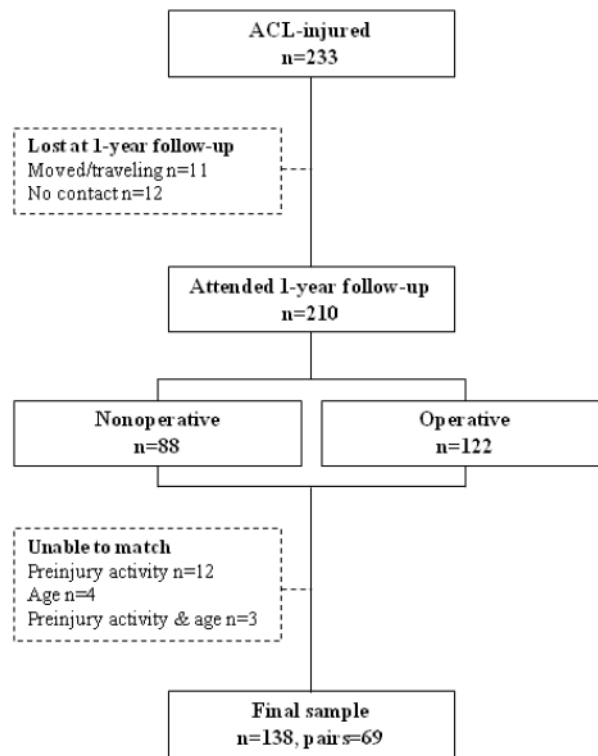 ACL-injured
n=233
Lost at 1-year follow-up
Moved/traveling n=11
No contact n=12
Attended 1-year follow-up
n=210
Nonoperative
n=88
Operative
n=122
Unable to match
Preinjury activity n=12
Age n=4
Preinjury activity & age n=3
Final sample
n=138, pairs=69